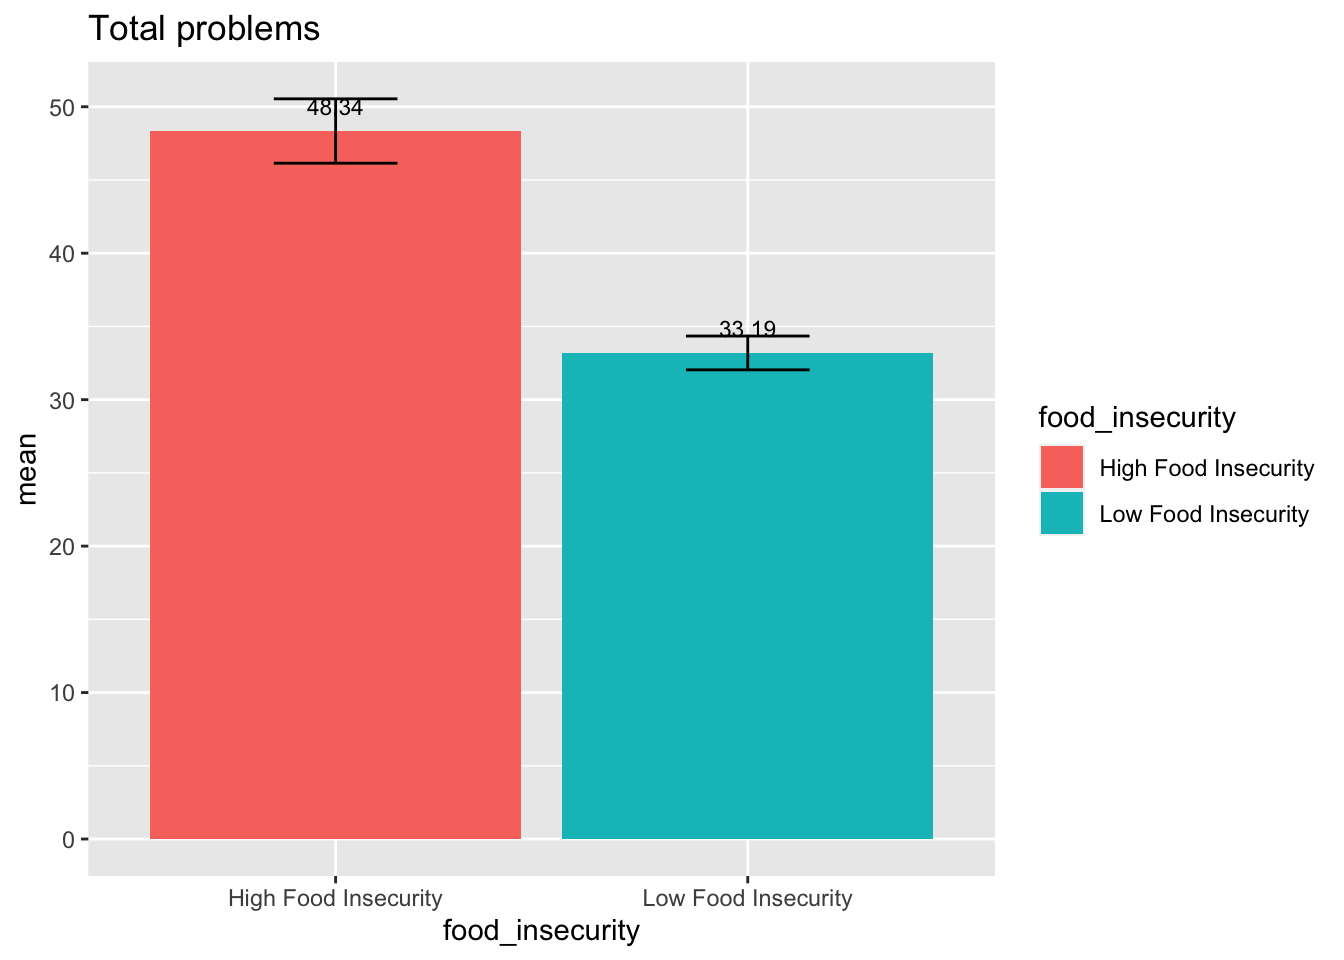 Total problems
50
40
30
20
10
0
mean
48.34
33.19
High Food Insecurity
Low Food Insecurity
food_insecurity
food_insecurity
High Food Insecurity
Low Food Insecurity